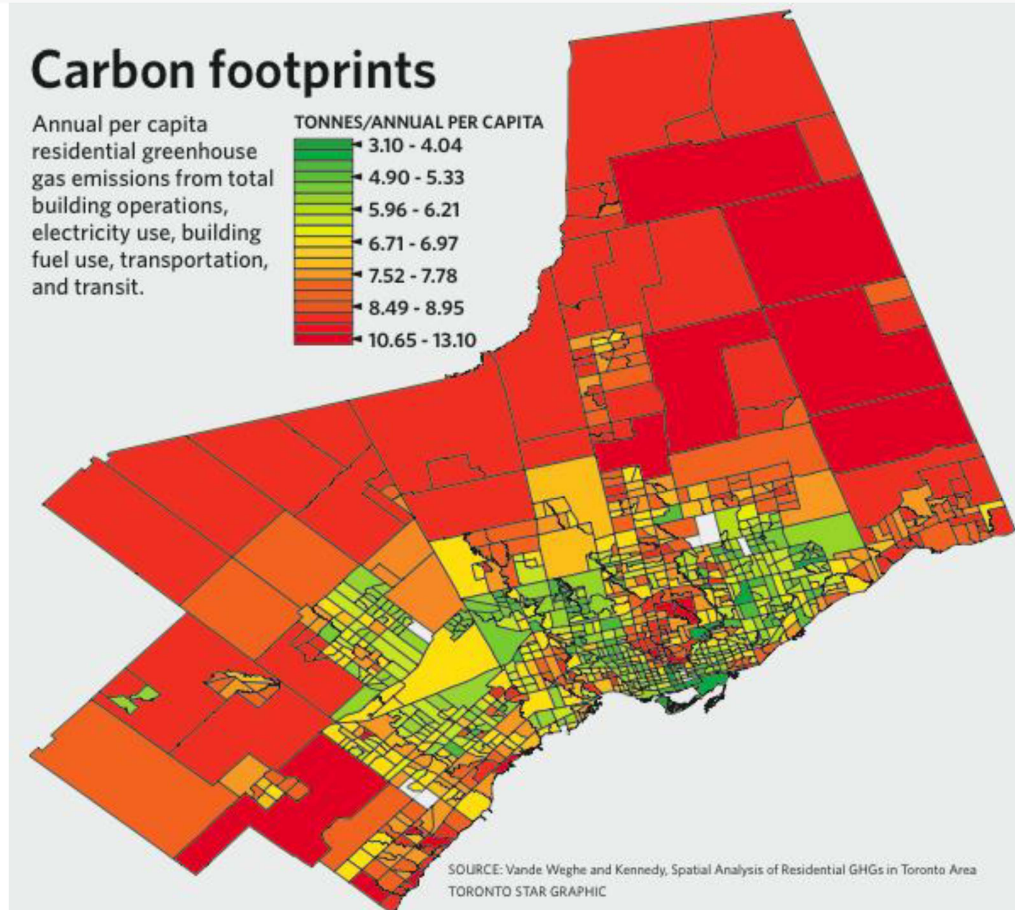 Carbon footprints
Annual per capita
residential greenhouse
gas emissions from total
building operations,
electricity use, building
fuel use, transportation,
and transit.
TONNES/ANNUAL PER CAPITA
3.10 - 4.04
4.90 - 5.33
5.96 - 6.21
6.71 - 6.97
7.52 - 7.78
8.49 - 8.95
10.65 - 13.10
SOURCE: Vande Weghe and Kennedy, Spatial Analysis of Residential GHGs in Toronto Area
TORONTO STAR GRAPHIC